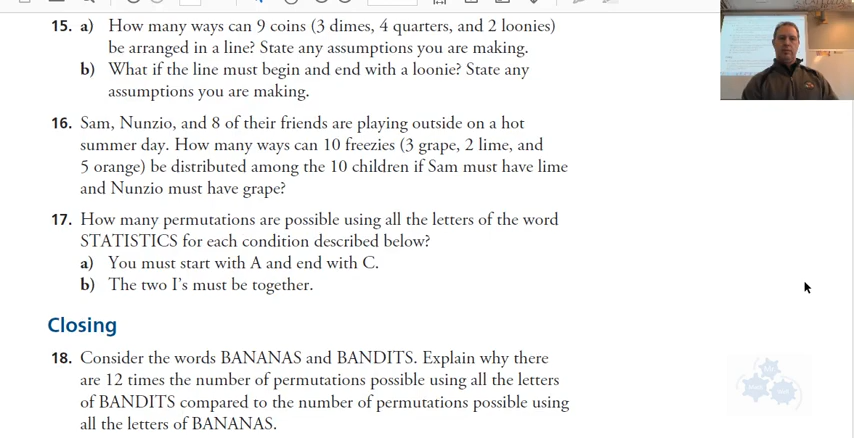 15. a) How many ways can 9 coins (3 dimes, 4 quarters, and 2 loonies)
be arranged in a line? State any assumptions you are making.
b) What if the line must begin and end with a loonie? State any
assumptions you are making.
16. Sam, Nunzio, and 8 of their friends are playing outside on a hot
summer day. How many ways can 10 freezies (3 grape, 2 lime, and
5 orange) be distributed among the 10 children if Sam must have lime
and Nunzio must have grape?
17. How many permutations are possible using all the letters of the word
STATISTICS for each condition described below?
a) You must start with A and end with C.
b) The two I's must be together.
Closing
18. Consider the words BANANAS and BANDITS. Explain why there
are 12 times the number of permutations possible using all the letters
of BANDITS compared to the number of permutations possible using
all the letters of BANANAS.